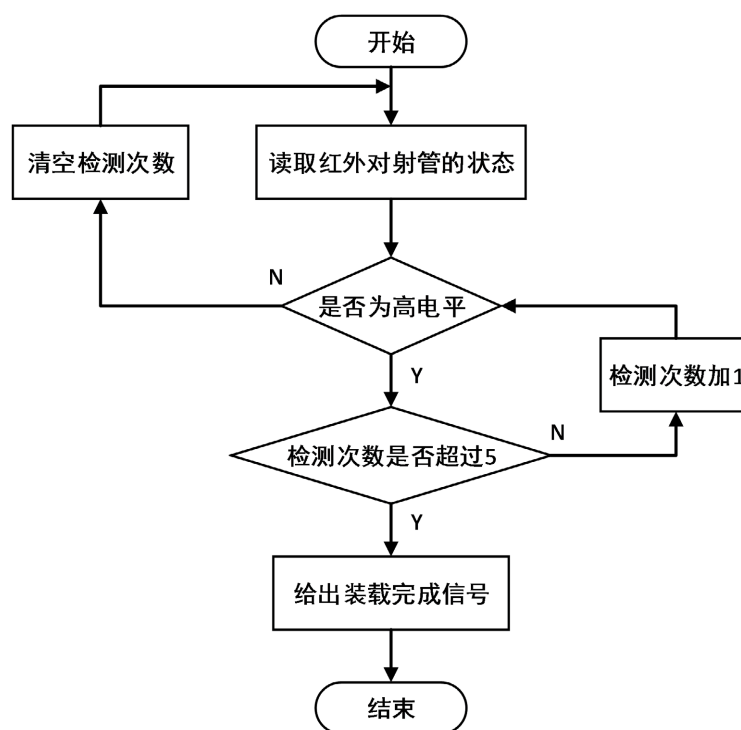 开始
清空检测次数
读取红外对射管的状态
N
是否为高电平
Y
检测次数加1
检测次数是否超过5
N
Y
给出装载完成信号
结束